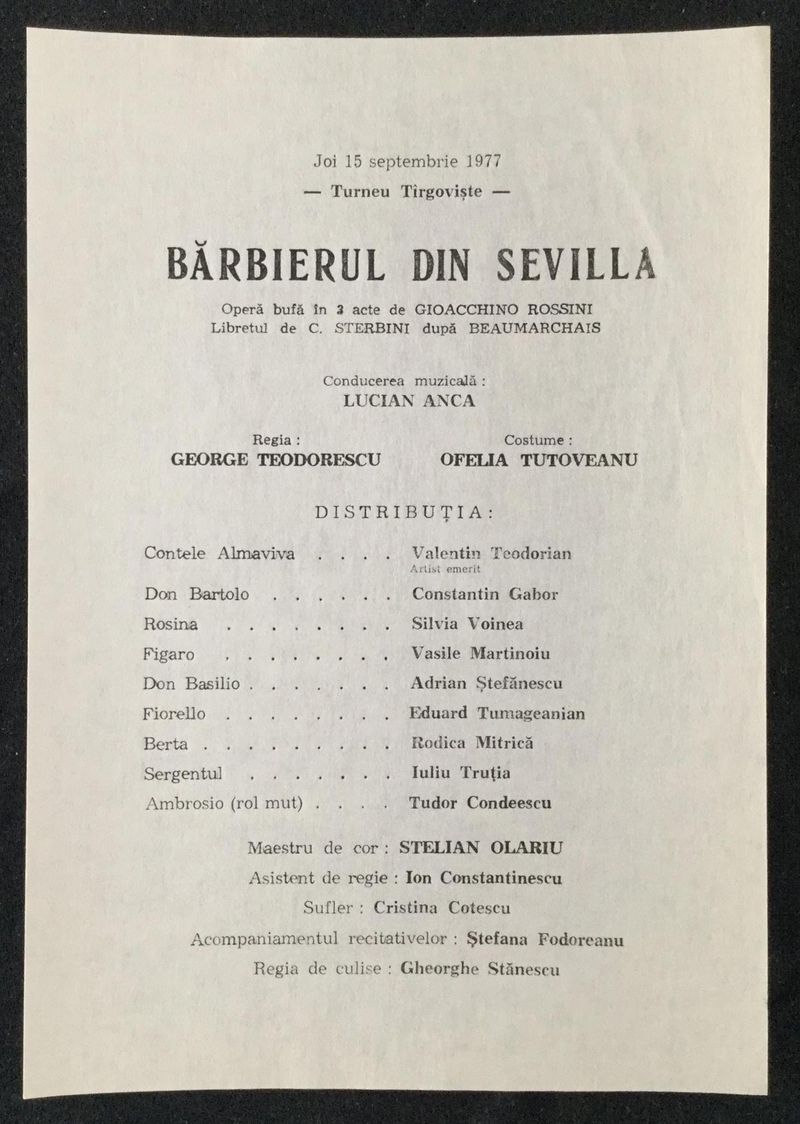 Joi 15 septembrie 1977
— Turneu Tîrgoviște —
BĂRBIERUL DIN SEVILLA
Operă bufă în 3 acte de GIOACCHINO ROSSINI
Libretul de C. STERBINI după BEAUMARCHAIS
Conducerea muzicală :
LUCIAN ANCA
Regia :
GEORGE TEODORESCU
Costume :
OFELIA TUTOVEANU
DISTRIBUȚIA:
Contele Almaviva . . . . Valentin Teodorian
Artist emerit
Don Bartolo . . . . . . Constantin Gabor
Rosina . . . . . . . . Silvia Voinea
Figaro . . . . . . . . Vasile Martinoiu
Don Basilio . . . . . . . Adrian Ștefănescu
Fiorello . . . . . . . . Eduard Tumageanian
Berta . . . . . . . . . Rodica Mitrică
Sergentul . . . . . . . Iuliu Truția
Ambrosio (rol mut) . . . . Tudor Condeescu
Maestru de cor : STELIAN OLARIU
Asistent de regie : Ion Constantinescu
Sufler : Cristina Cotescu
Acompaniamentul recitativelor : Ștefana Fodoreanu
Regia de culise : Gheorghe Stănescu